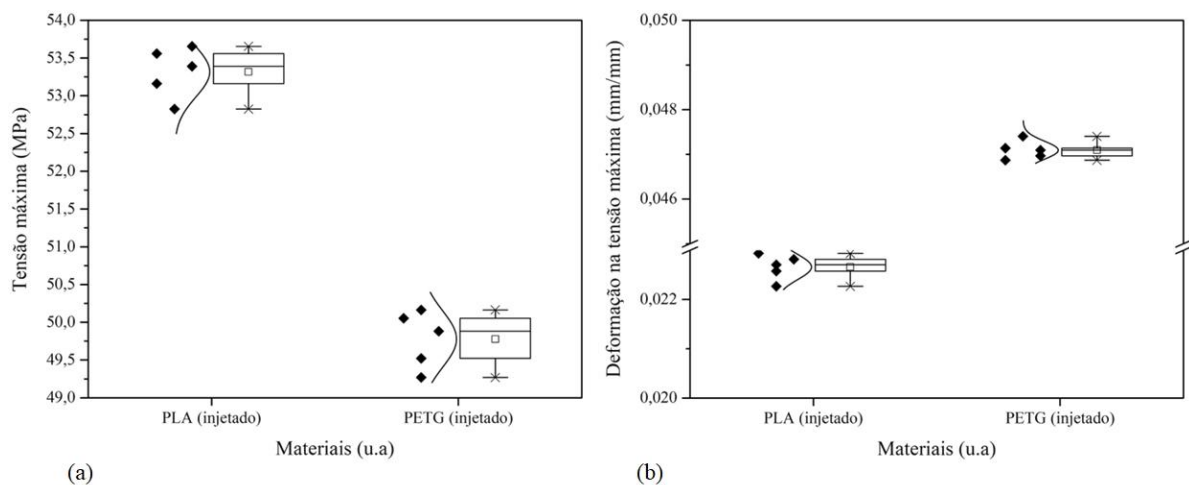 54,0
53,5
53,0
52,5
52,0
51,5
51,0
50,5
50,0
49,5
49,0
Tensão máxima (MPa)
PLA (injetado)
PETG (injetado)
Materiais (u.a)
(a)
0,050
0,048
0,046
0,022
0,020
Deformação na tensão máxima (mm/mm)
PLA (injetado)
PETG (injetado)
Materiais (u.a)
(b)